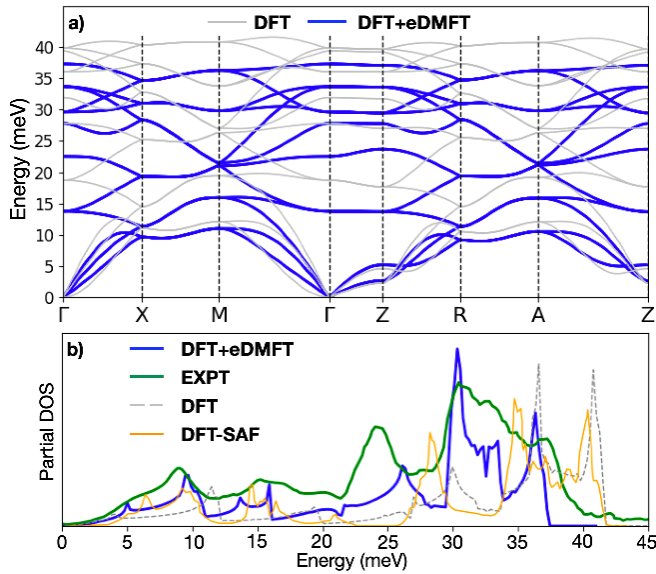 a)
DFT
DFT+eDMFT
Energy (meV)
40
35
30
25
20
15
10
5
0
Γ X M Γ Z R A Z
b)
DFT+eDMFT
EXPT
DFT
DFT-SAF
Partial DOS
0 5 10 15 20 25 30 35 40 45
Energy (meV)